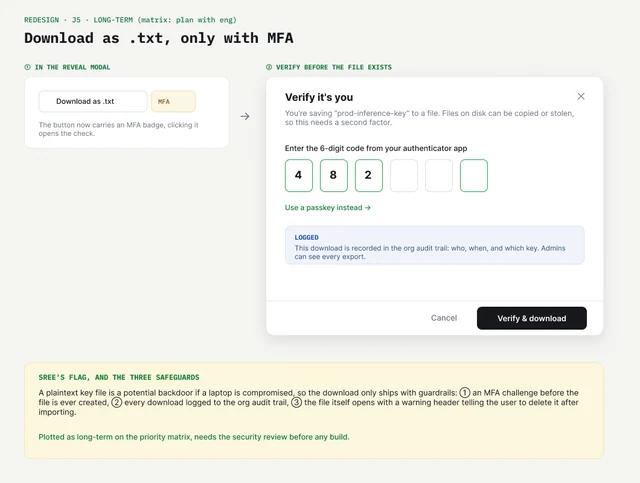 REDESIGN · J5 · LONG-TERM (matrix: plan with eng)
Download as .txt, only with MFA
① IN THE REVEAL MODAL
Download as .txt
MFA
The button now carries an MFA badge, clicking it
opens the check.
→
② VERIFY BEFORE THE FILE EXISTS
Verify it's you
You're saving "prod-inference-key" to a file. Files on disk can be copied or stolen,
so this needs a second factor.
Enter the 6-digit code from your authenticator app
4 8 2
Use a passkey instead →
LOGGED
This download is recorded in the org audit trail: who, when, and which key. Admins
can see every export.
Cancel
Verify & download
SREE'S FLAG, AND THE THREE SAFEGUARDS
A plaintext key file is a potential backdoor if a laptop is compromised, so the download only ships with guardrails: ① an MFA challenge before the
file is ever created, ② every download logged to the org audit trail, ③ the file itself opens with a warning header telling the user to delete it after
importing.
Plotted as long-term on the priority matrix, needs the security review before any build.